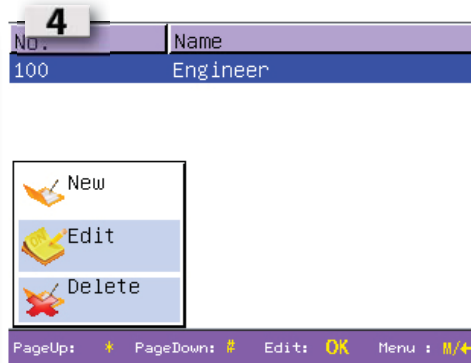 4
No. Name
100 Engineer
New
Edit
Delete
PageUp: * PageDown: # Edit: OK Menu : M/←